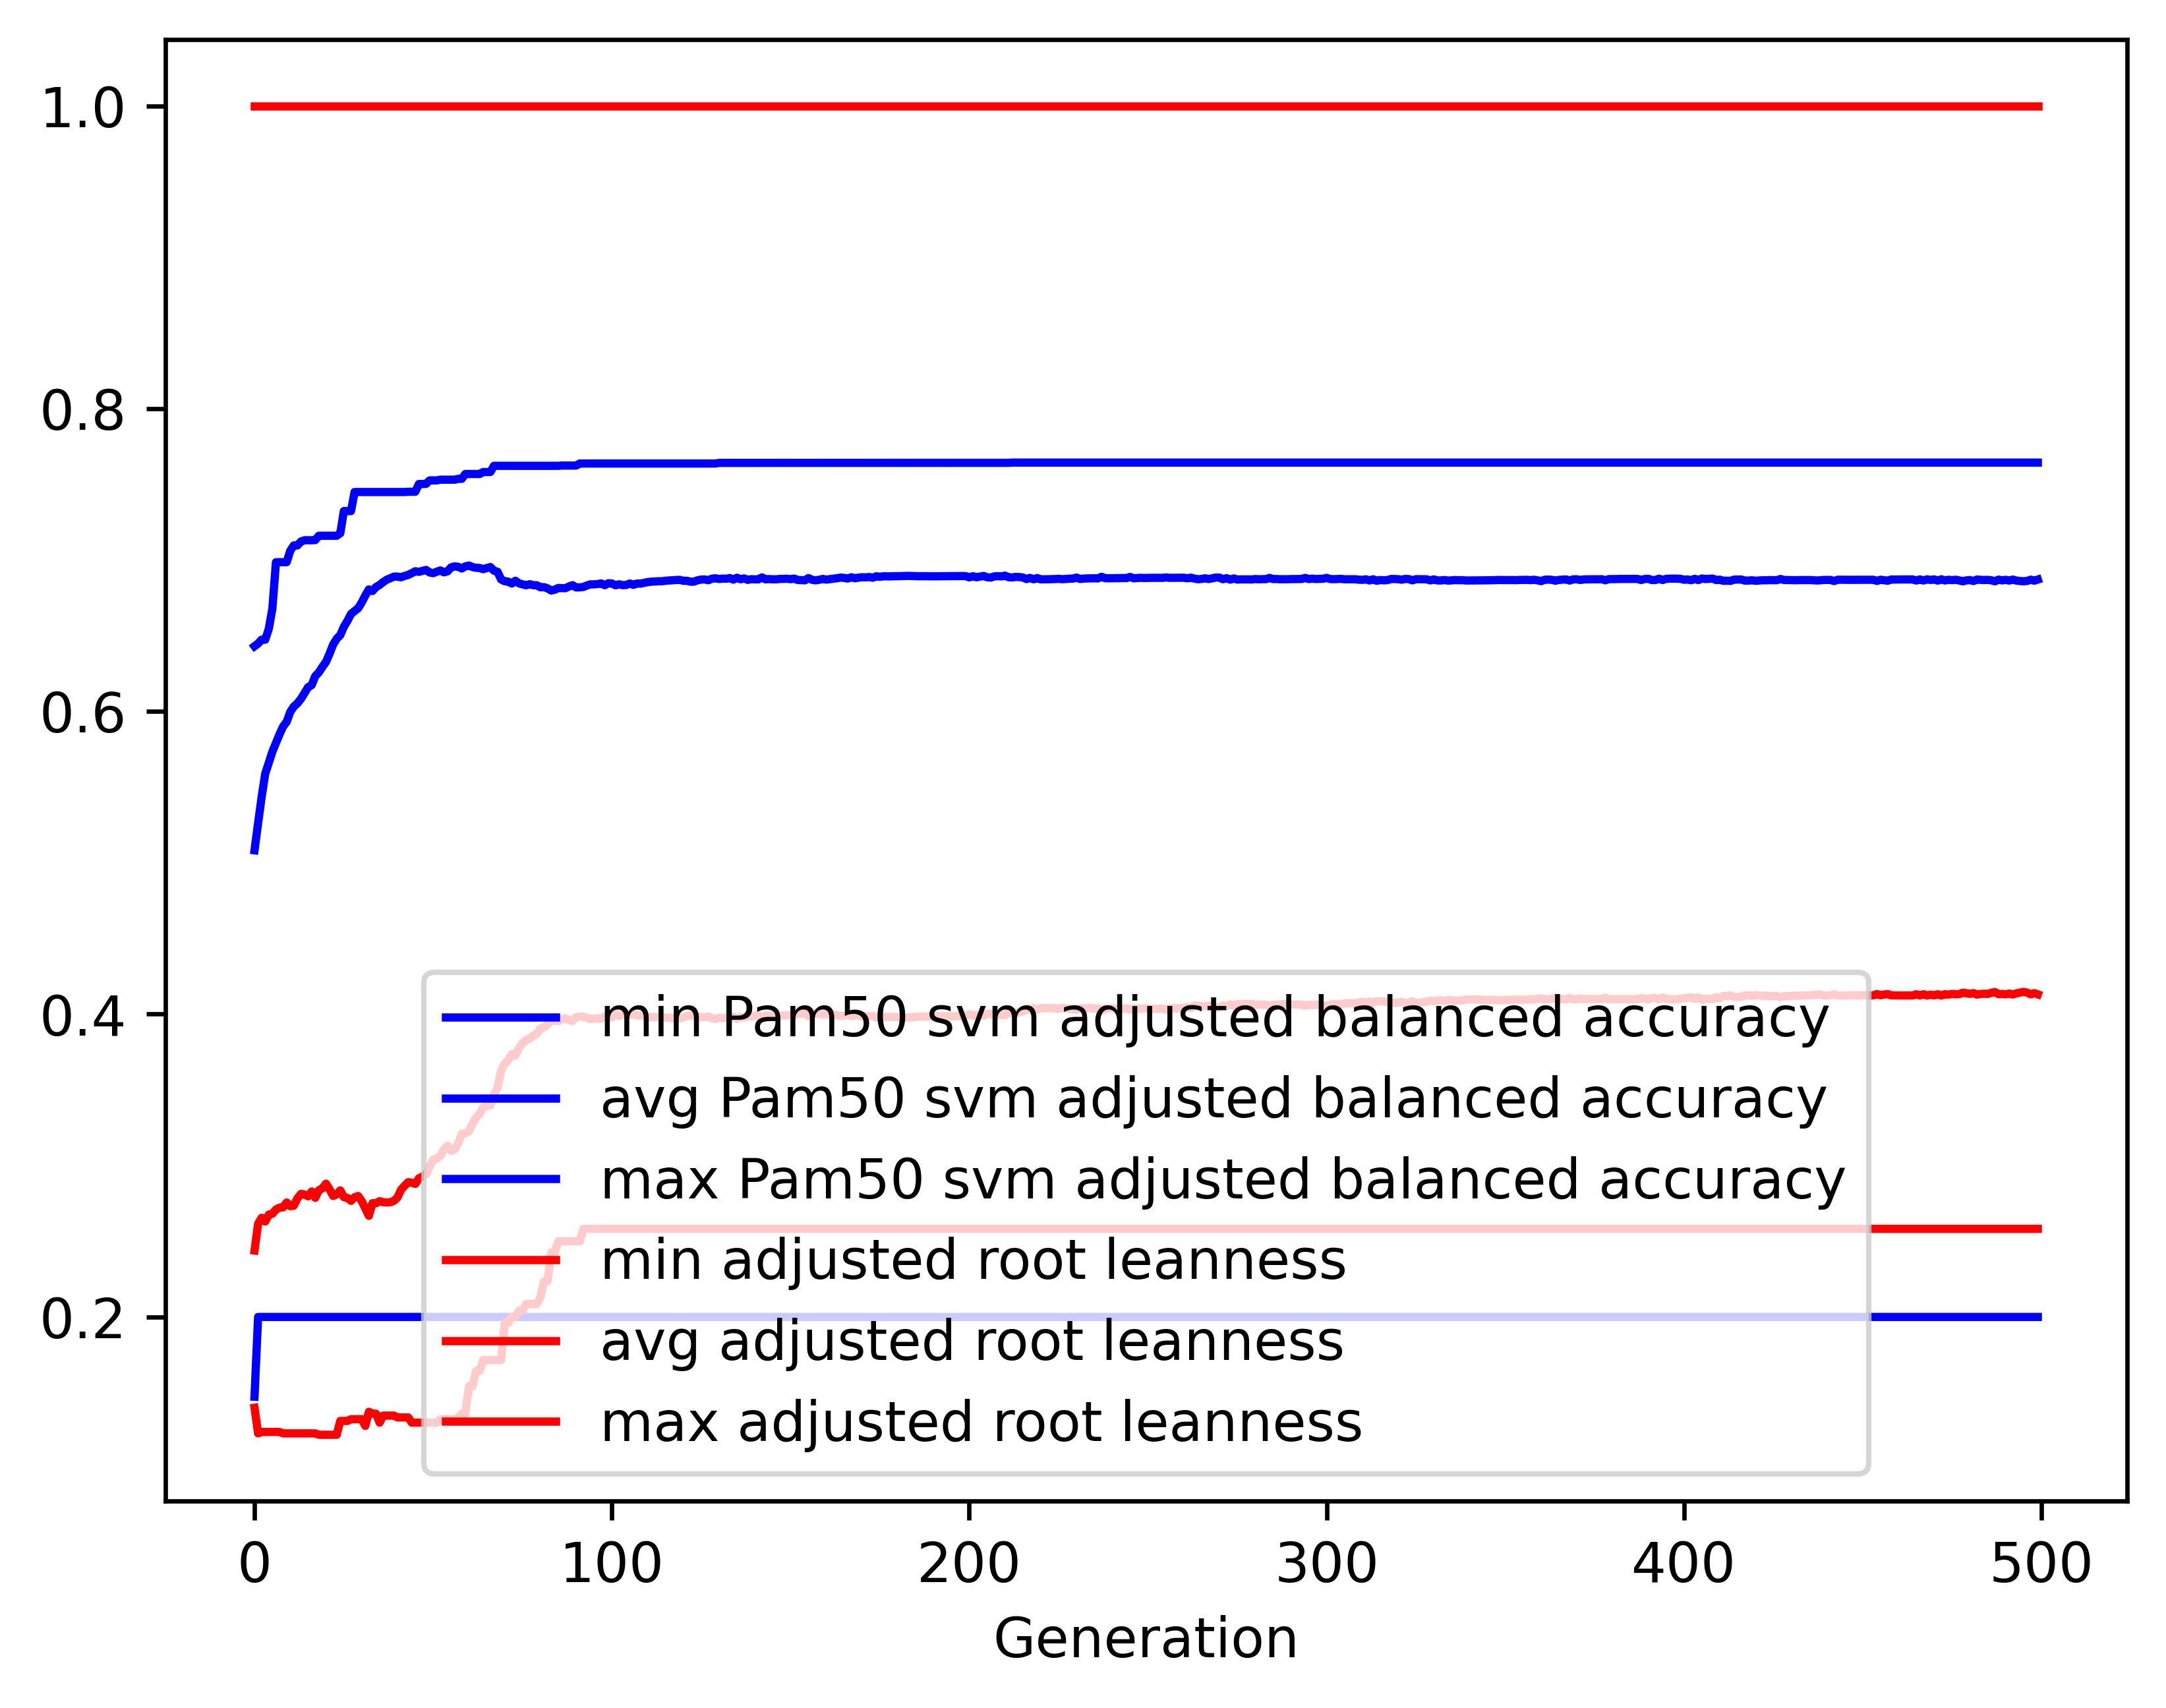 1.0
0.8
0.6
0.4
0.2
min Pam50 svm adjusted balanced accuracy
avg Pam50 svm adjusted balanced accuracy
max Pam50 svm adjusted balanced accuracy
min adjusted root leanness
avg adjusted root leanness
max adjusted root leanness
0 100 200 300 400 500
Generation